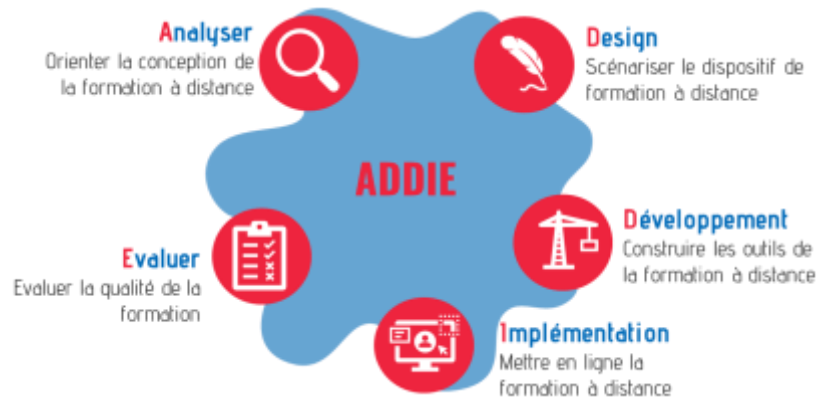 Analyser
Orienter la conception de
la formation à distance
Design
Scénariser le dispositif de
formation à distance
ADDIE
Développement
Construire les outils de
la formation à distance
Evaluer
Evaluer la qualité de la
formation
Implémentation
Mettre en ligne la
formation à distance